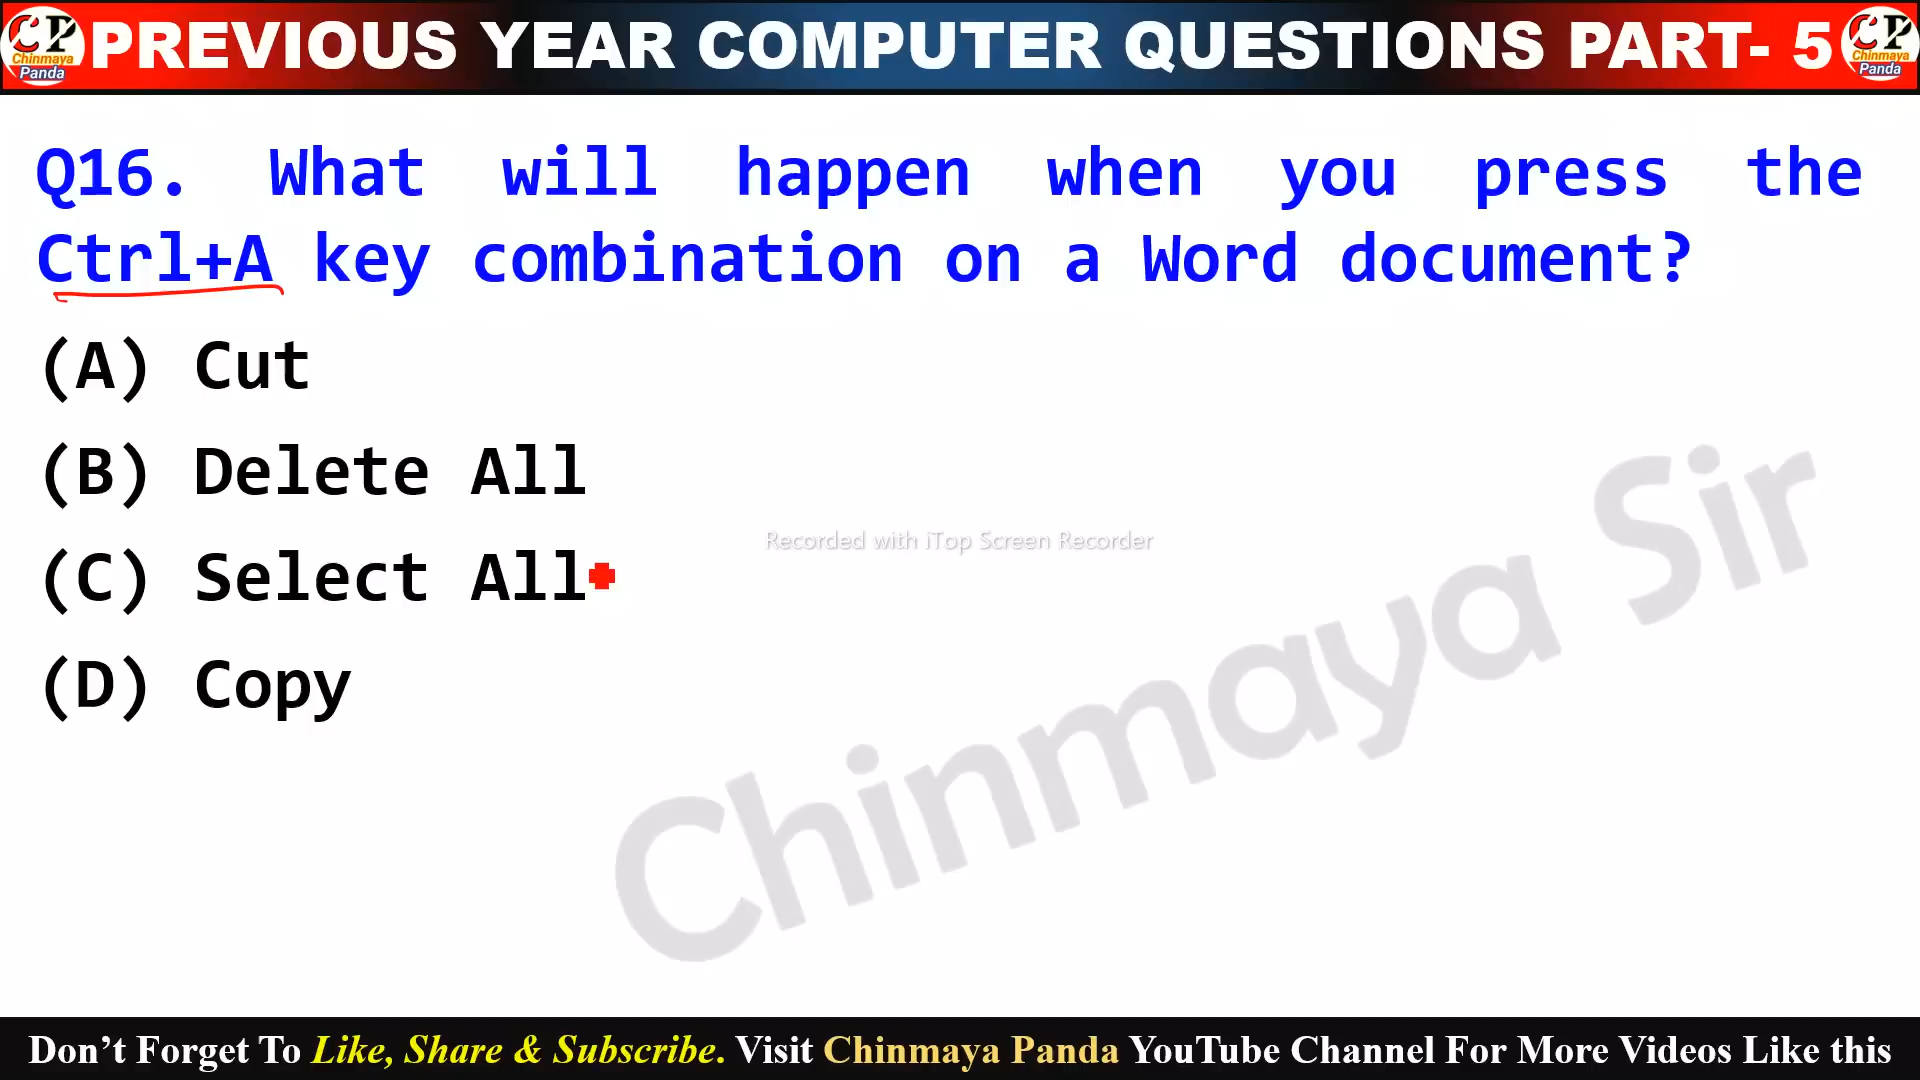 CP Chinmaya Panda PREVIOUS YEAR COMPUTER QUESTIONS PART- 5 CP Chinmaya Panda
Q16. What will happen when you press the
Ctrl+A key combination on a Word document?
(A) Cut
(B) Delete All
(C) Select All
(D) Copy
Recorded with iTop Screen Recorder
Chinmaya Sir
Don’t Forget To Like, Share & Subscribe. Visit Chinmaya Panda YouTube Channel For More Videos Like this